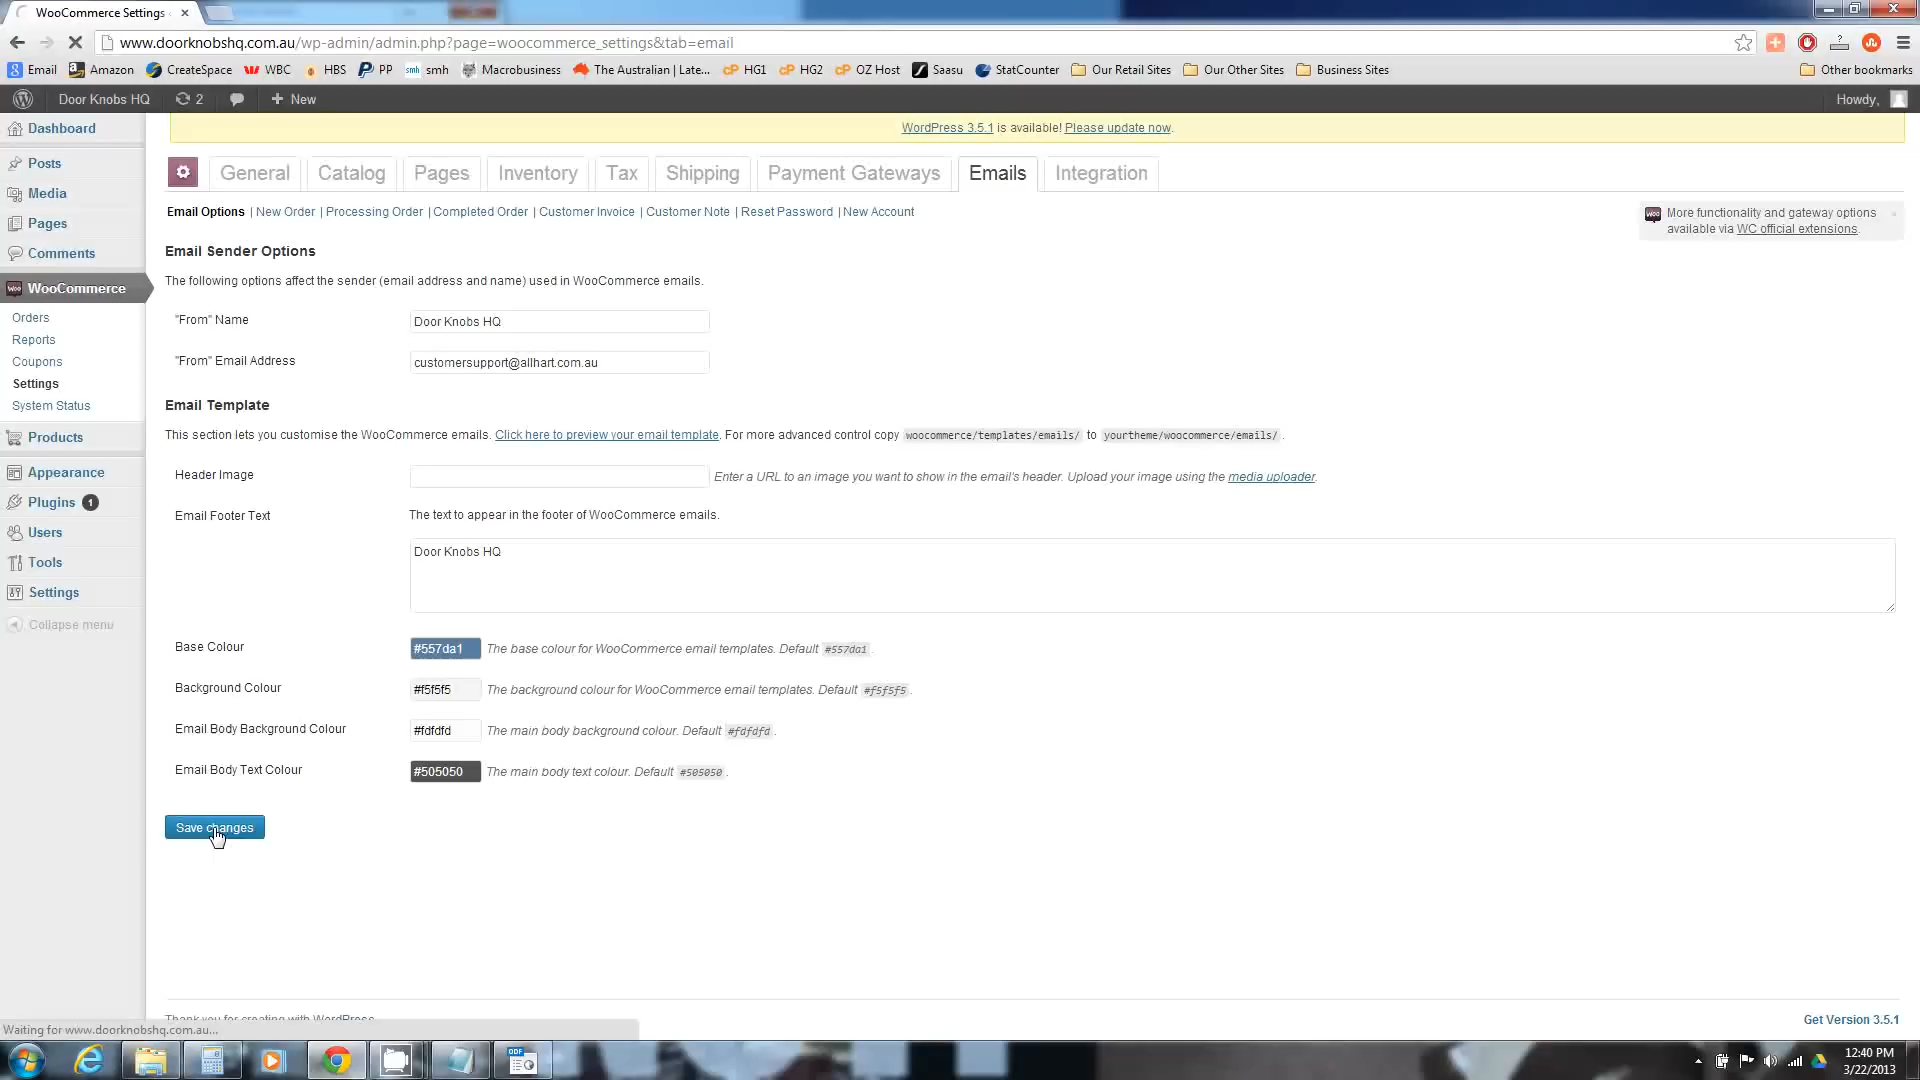 WooCommerce Settings
www.doorknobshq.com.au/wp-admin/admin.php?page=woocommerce_settings&tab=email
Email Amazon CreateSpace WBC HBS PP smh Macrobusiness The Australian | Late... HG1 HG2 OZ Host Saasu StatCounter Our Retail Sites Our Other Sites Business Sites Other bookmarks
Door Knobs HQ 2 + New Howdy,
WordPress 3.5.1 is available! Please update now.
Dashboard
Posts
Media
Pages
Comments
WooCommerce
Orders
Reports
Coupons
Settings
System Status
Products
Appearance
Plugins 1
Users
Tools
Settings
Collapse menu
General Catalog Pages Inventory Tax Shipping Payment Gateways Emails Integration
Email Options | New Order | Processing Order | Completed Order | Customer Invoice | Customer Note | Reset Password | New Account
More functionality and gateway options
available via WC official extensions.
Email Sender Options
The following options affect the sender (email address and name) used in WooCommerce emails.
"From" Name Door Knobs HQ
"From" Email Address customersupport@allhart.com.au
Email Template
This section lets you customise the WooCommerce emails. Click here to preview your email template. For more advanced control copy woocommerce/templates/emails/ to yourtheme/woocommerce/emails/ .
Header Image Enter a URL to an image you want to show in the email's header. Upload your image using the media uploader.
Email Footer Text The text to appear in the footer of WooCommerce emails.
Door Knobs HQ
Base Colour #557da1 The base colour for WooCommerce email templates. Default #557da1 .
Background Colour #f5f5f5 The background colour for WooCommerce email templates. Default #f5f5f5 .
Email Body Background Colour #fdfdfd The main body background colour. Default #fdfdfd .
Email Body Text Colour #505050 The main body text colour. Default #505050 .
Save changes
Thank you for creating with WordPress.
Get Version 3.5.1
Waiting for www.doorknobshq.com.au...
12:40 PM
3/22/2013